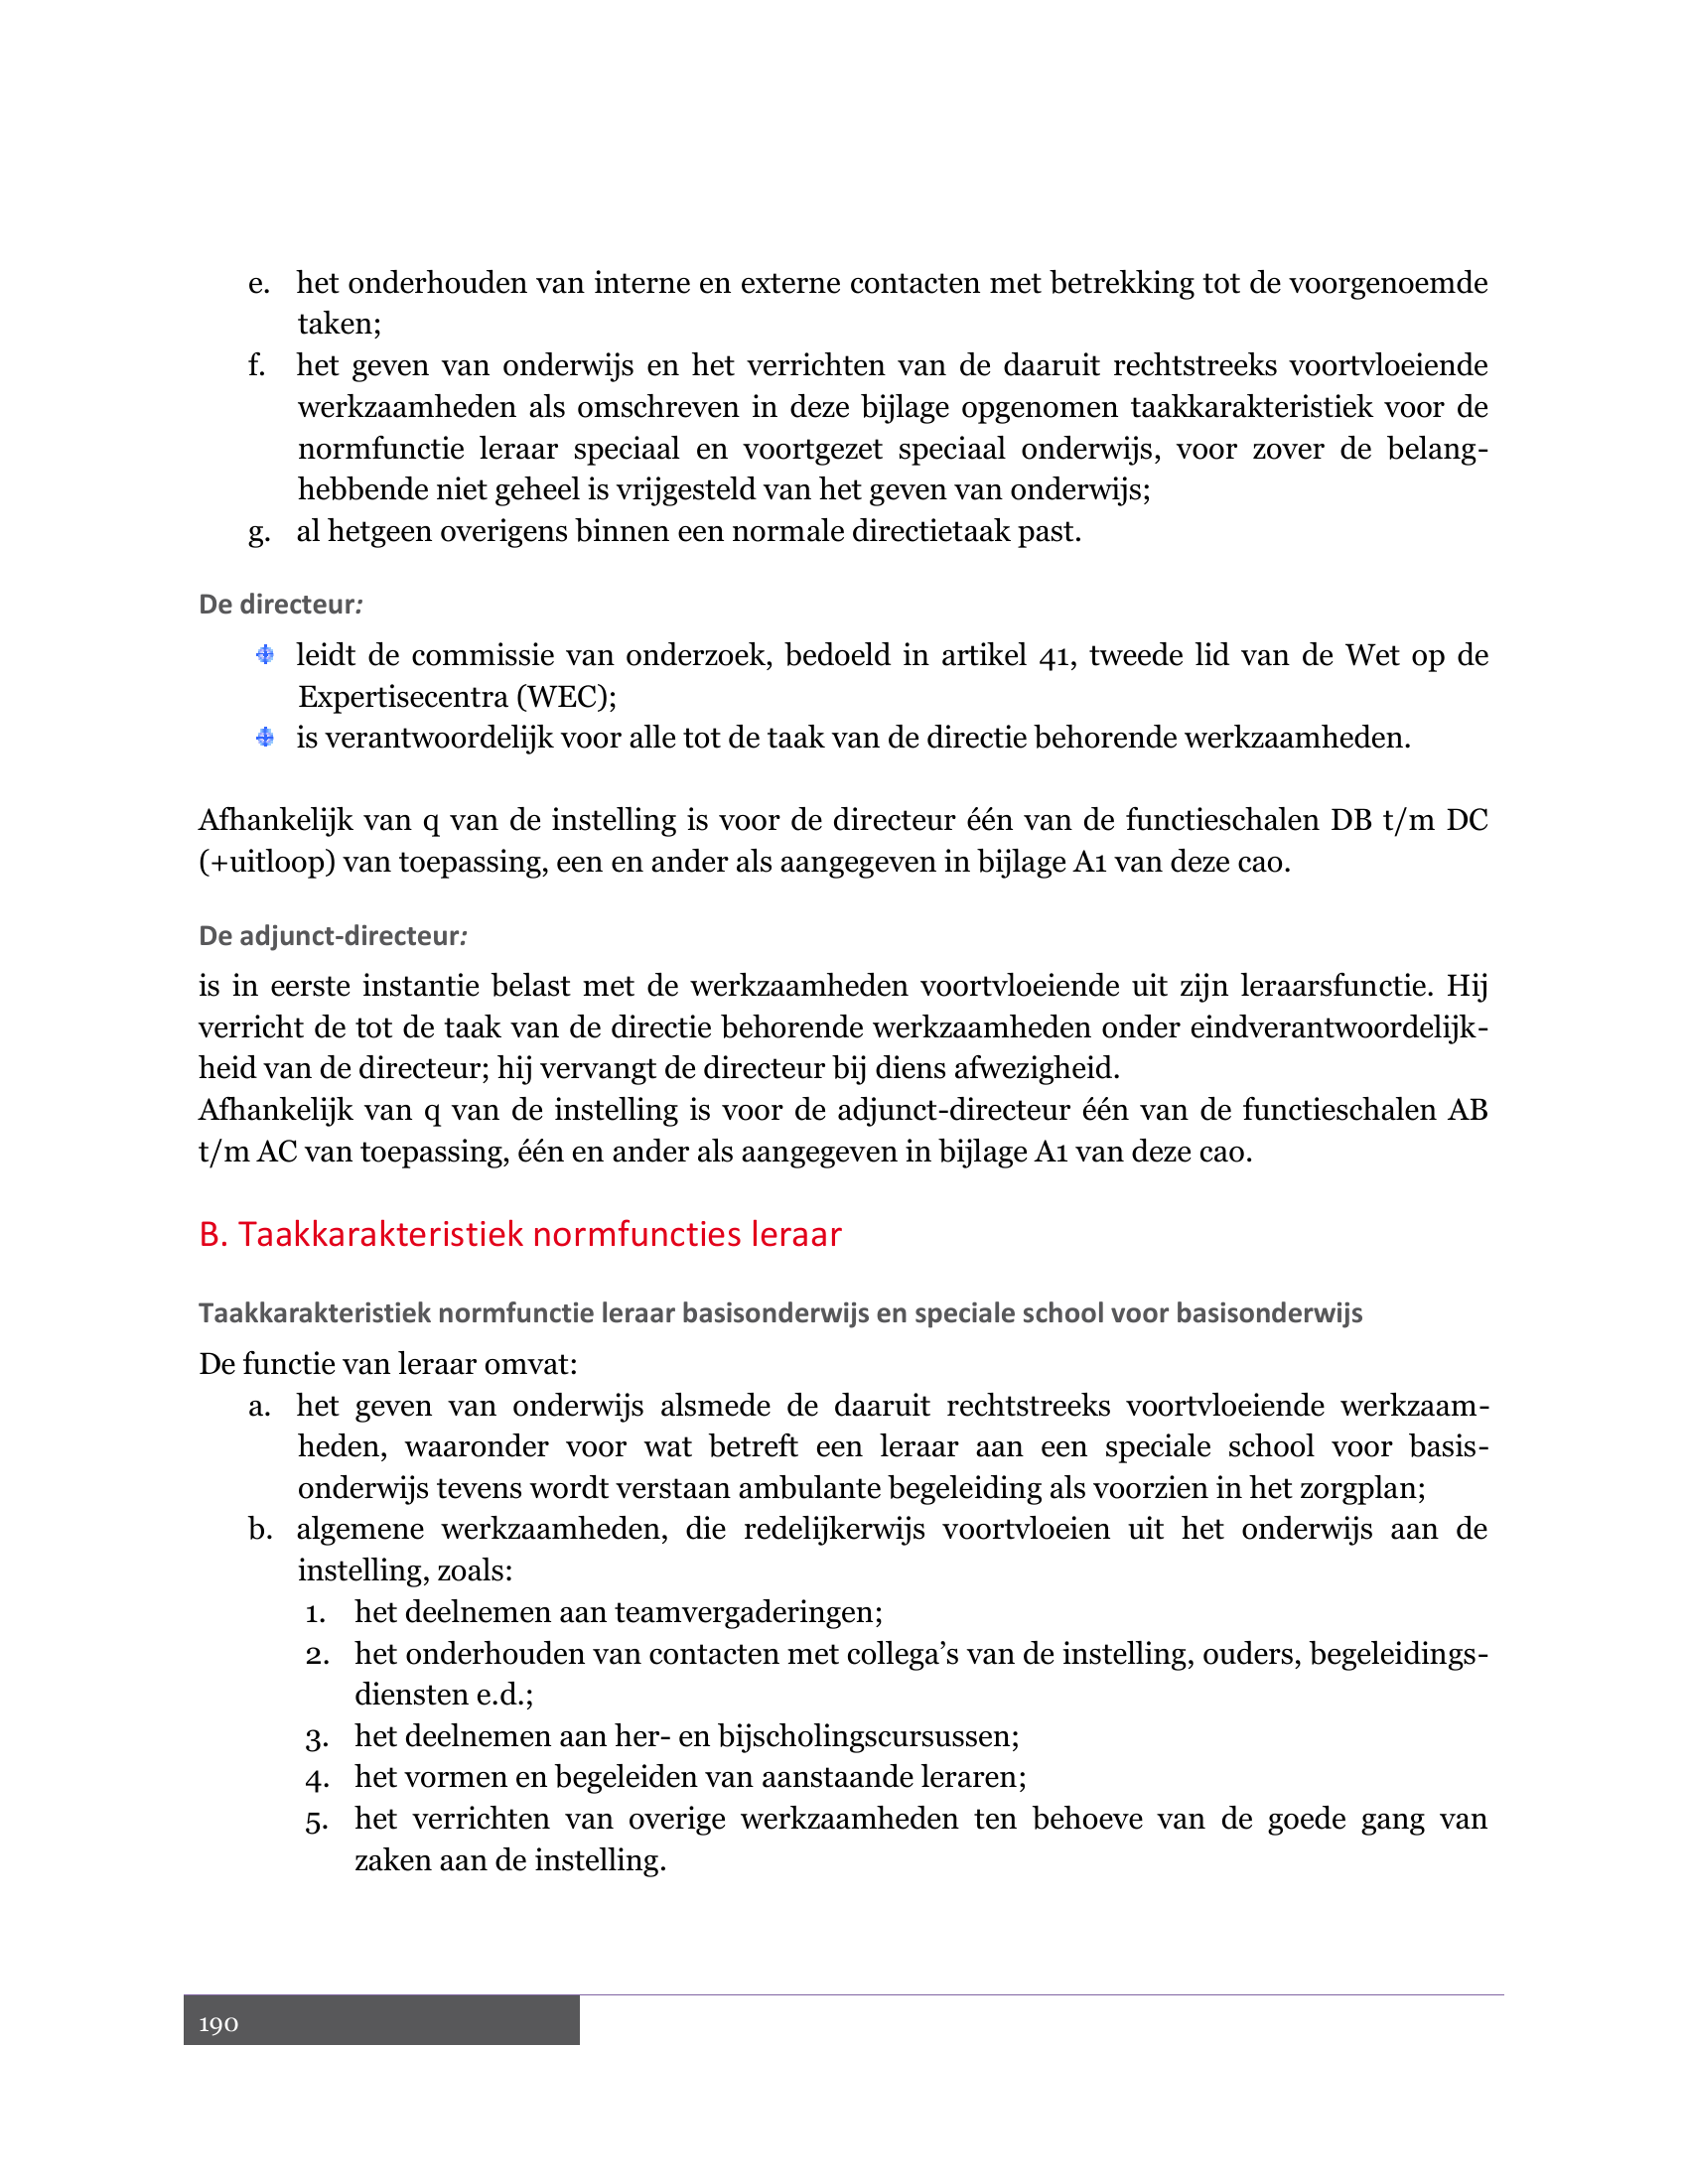 e. het onderhouden van interne en externe contacten met betrekking tot de voorgenoemde
taken;
f. het geven van onderwijs en het verrichten van de daaruit rechtstreeks voortvloeiende
werkzaamheden als omschreven in deze bijlage opgenomen taakkarakteristiek voor de
normfunctie leraar speciaal en voortgezet speciaal onderwijs, voor zover de belang-
hebbende niet geheel is vrijgesteld van het geven van onderwijs;
g. al hetgeen overigens binnen een normale directietaak past.
De directeur:
leidt de commissie van onderzoek, bedoeld in artikel 41, tweede lid van de Wet op de
Expertisecentra (WEC);
is verantwoordelijk voor alle tot de taak van de directie behorende werkzaamheden.
Afhankelijk van q van de instelling is voor de directeur één van de functieschalen DB t/m DC
(+uitloop) van toepassing, een en ander als aangegeven in bijlage A1 van deze cao.
De adjunct-directeur:
is in eerste instantie belast met de werkzaamheden voortvloeiende uit zijn leraarsfunctie. Hij
verricht de tot de taak van de directie behorende werkzaamheden onder eindverantwoordelijk-
heid van de directeur; hij vervangt de directeur bij diens afwezigheid.
Afhankelijk van q van de instelling is voor de adjunct-directeur één van de functieschalen AB
t/m AC van toepassing, één en ander als aangegeven in bijlage A1 van deze cao.
B. Taakkarakteristiek normfuncties leraar
Taakkarakteristiek normfunctie leraar basisonderwijs en speciale school voor basisonderwijs
De functie van leraar omvat:
a. het geven van onderwijs alsmede de daaruit rechtstreeks voortvloeiende werkzaam-
heden, waaronder voor wat betreft een leraar aan een speciale school voor basis-
onderwijs tevens wordt verstaan ambulante begeleiding als voorzien in het zorgplan;
b. algemene werkzaamheden, die redelijkerwijs voortvloeien uit het onderwijs aan de
instelling, zoals:
1. het deelnemen aan teamvergaderingen;
2. het onderhouden van contacten met collega’s van de instelling, ouders, begeleidings-
diensten e.d.;
3. het deelnemen aan her- en bijscholingscursussen;
4. het vormen en begeleiden van aanstaande leraren;
5. het verrichten van overige werkzaamheden ten behoeve van de goede gang van
zaken aan de instelling.
190